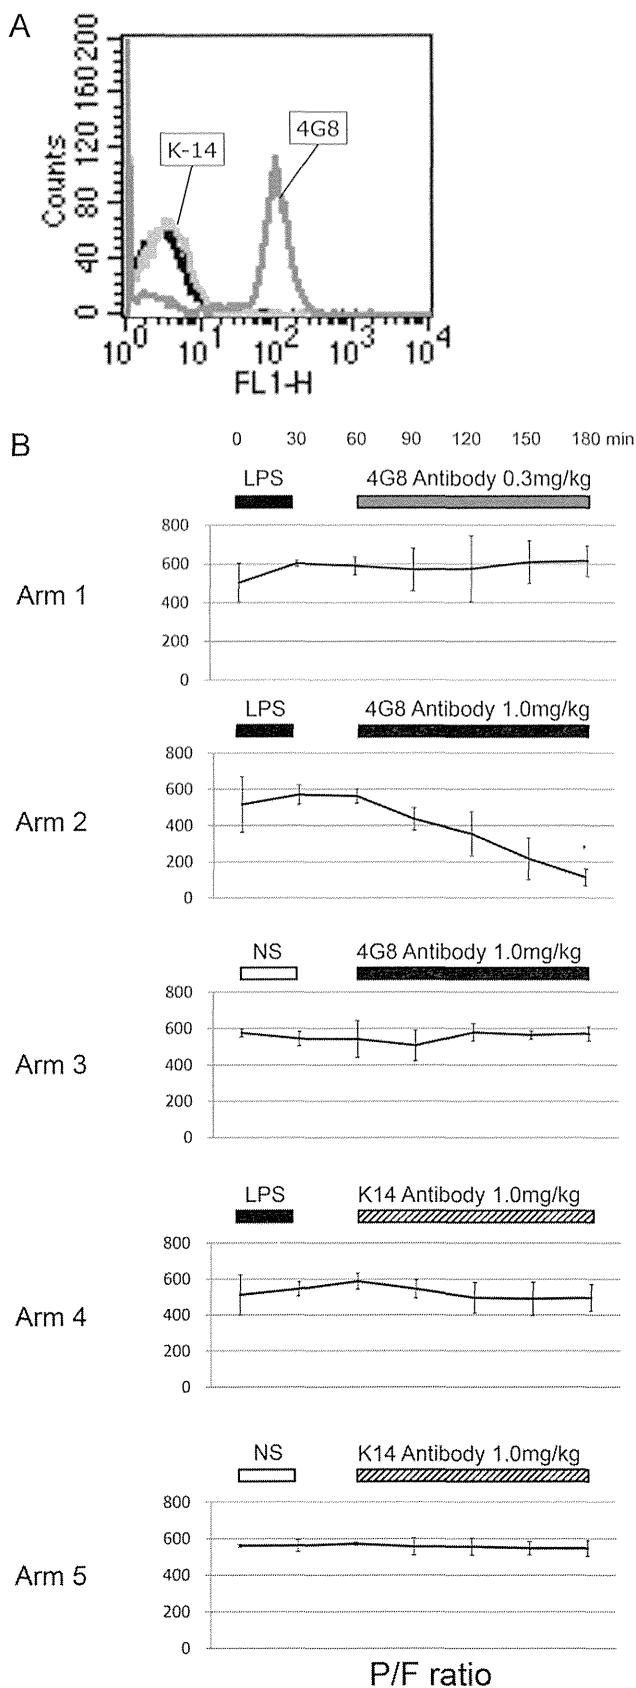 A
200
160
120
80
40
0
Counts
K-14
4G8
10^0 10^1 10^2 10^3 10^4
FL1-H
B
0 30 60 90 120 150 180 min
LPS 4G8 Antibody 0.3mg/kg
Arm 1
800
600
400
200
0
LPS 4G8 Antibody 1.0mg/kg
Arm 2
800
600
400
200
0
NS 4G8 Antibody 1.0mg/kg
Arm 3
800
600
400
200
0
LPS K14 Antibody 1.0mg/kg
Arm 4
800
600
400
200
0
NS K14 Antibody 1.0mg/kg
Arm 5
800
600
400
200
0
P/F ratio